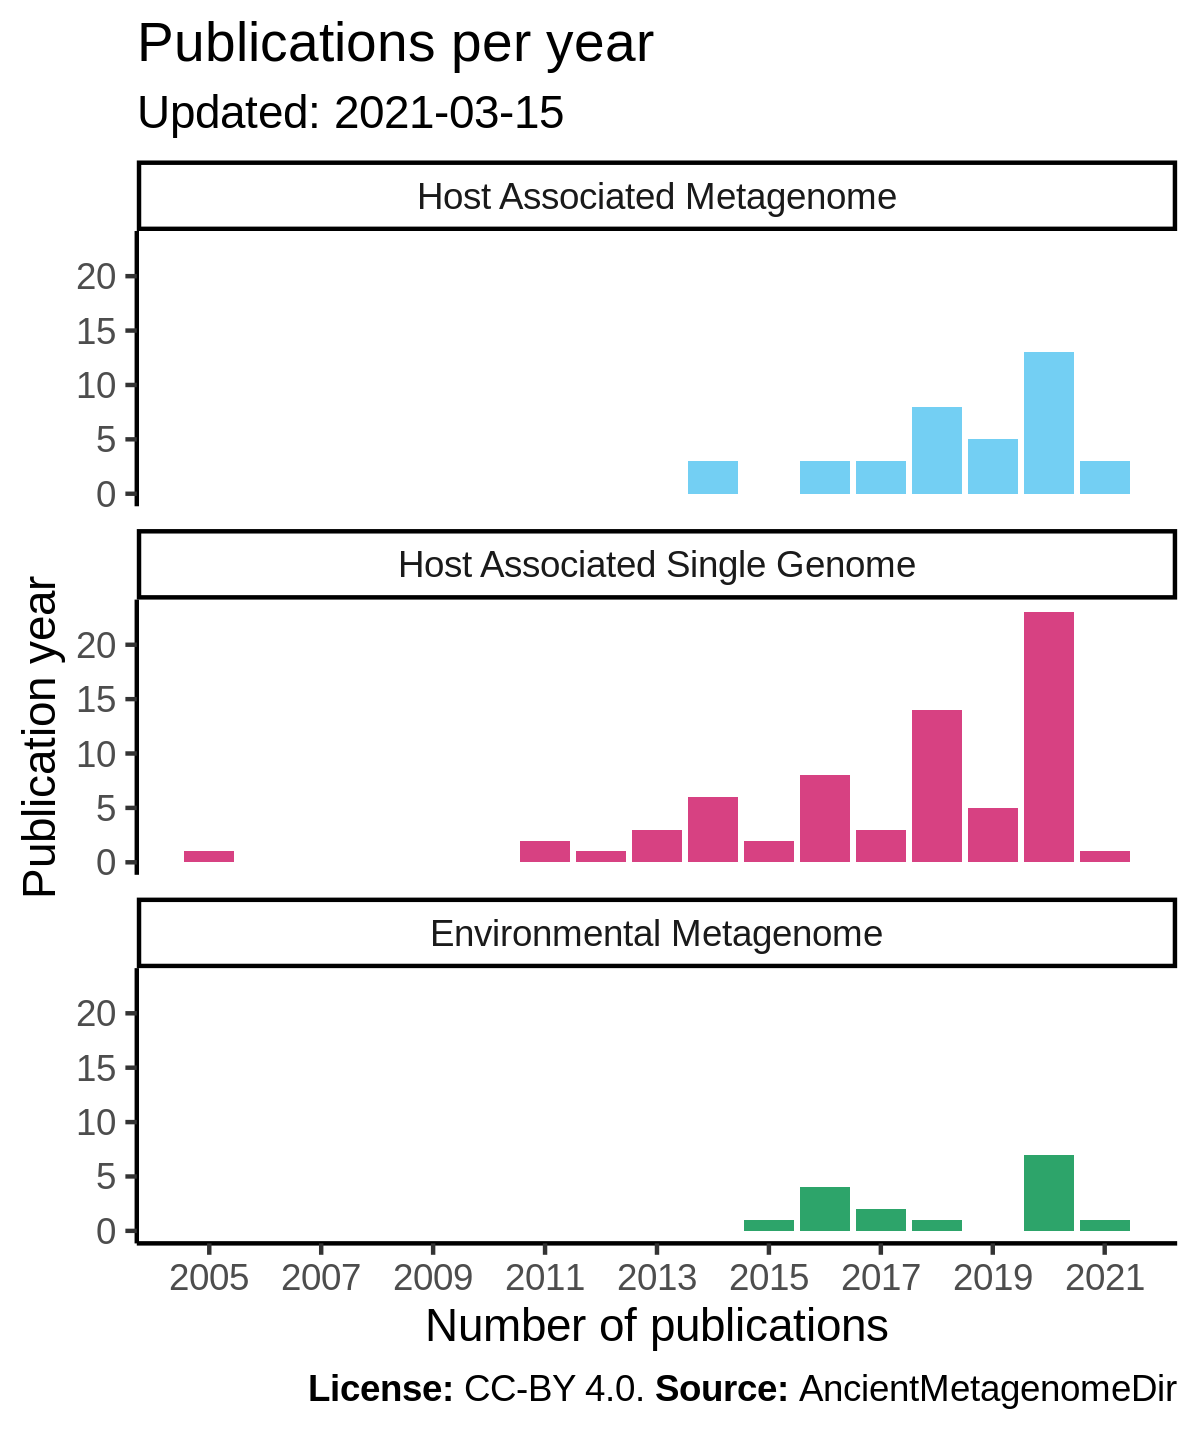 Publications per year
Updated: 2021-03-15
Host Associated Metagenome
20
15
10
5
0
Host Associated Single Genome
20
15
10
5
0
Publication year
Environmental Metagenome
20
15
10
5
0
2005 2007 2009 2011 2013 2015 2017 2019 2021
Number of publications
License: CC-BY 4.0. Source: AncientMetagenomeDir